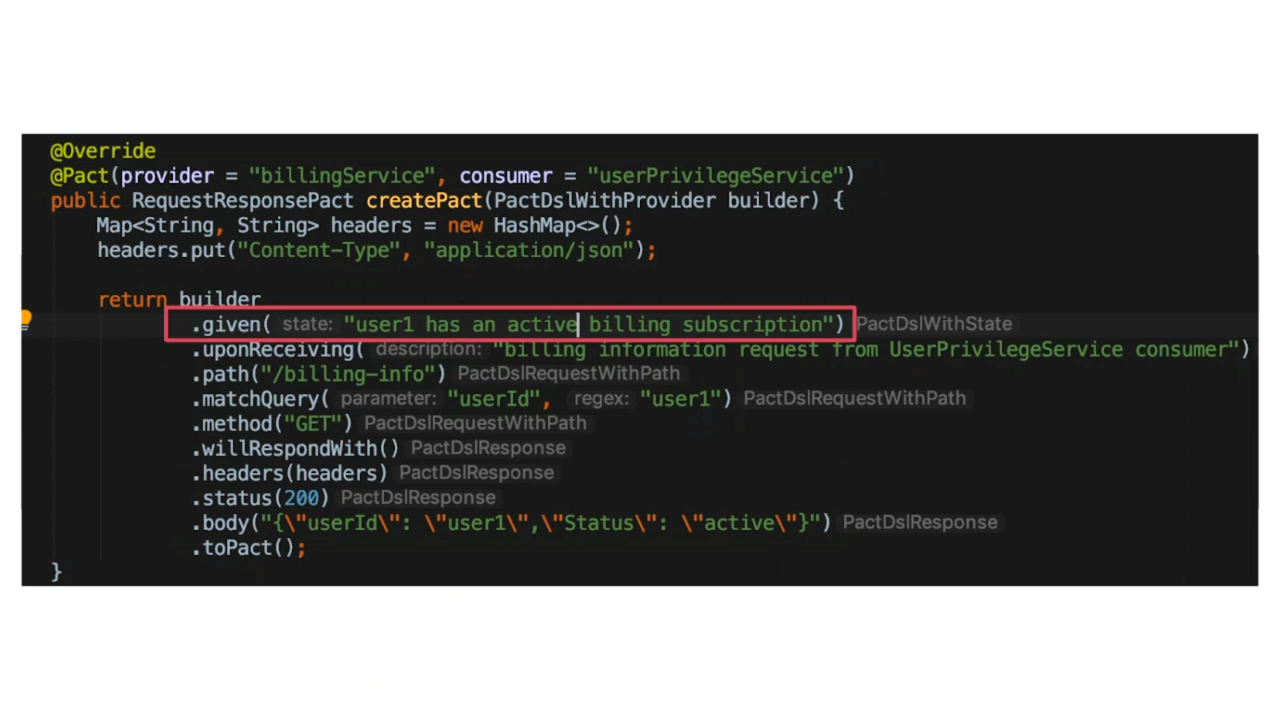 @Override
@Pact(provider = "billingService", consumer = "userPrivilegeService")
public RequestResponsePact createPact(PactDslWithProvider builder) {
Map<String, String> headers = new HashMap<>();
headers.put("Content-Type", "application/json");
return builder
.given( state: "user1 has an active billing subscription") PactDslWithState
.uponReceiving( description: "billing information request from UserPrivilegeService consumer")
.path("/billing-info") PactDslRequestWithPath
.matchQuery( parameter: "userId", regex: "user1") PactDslRequestWithPath
.method("GET") PactDslRequestWithPath
.willRespondWith() PactDslResponse
.headers(headers) PactDslResponse
.status(200) PactDslResponse
.body("{\"userId\": \"user1\",\"Status\": \"active\"}") PactDslResponse
.toPact();
}